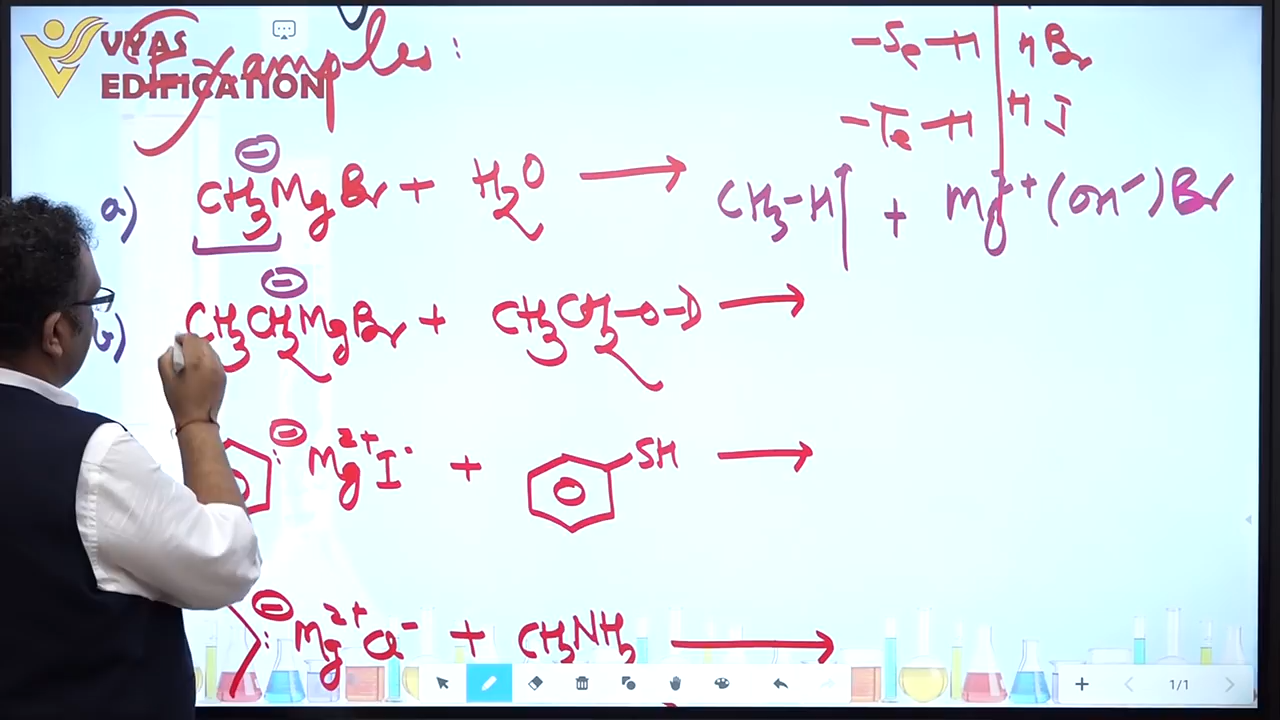 VYAS
EDIFICATION
Examples:
-Se-H | HBr
-Te-H | HI
a) CH3MgBr + H2O → CH3-H + Mg2+(OH-)Br
b) CH3CH2MgBr + CH3CH2-O-D →
⊖ Mg2+ I- + SH →
⊖ Mg2+ Cl- + CH3NH2 →
1/1